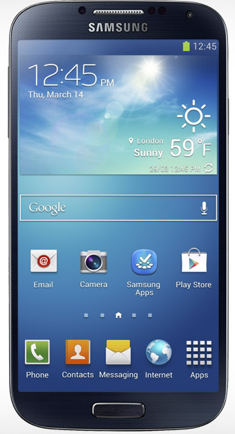 SAMSUNG
12:45
12:45 PM
Thu, March 14
London
Sunny 59°F
Google
Email
Camera
Samsung Apps
Play Store
Phone
Contacts
Messaging
Internet
Apps